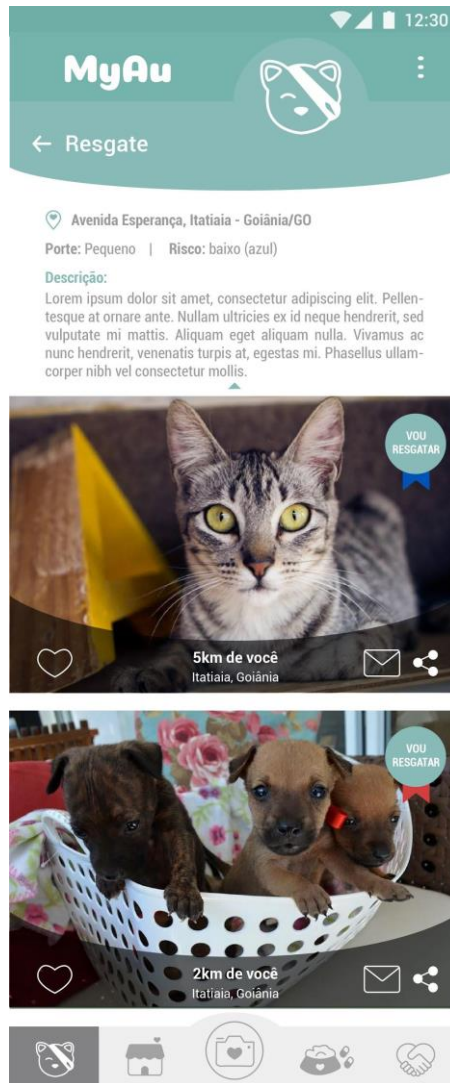 12:30
MyAu
← Resgate
Avenida Esperança, Itatiaia - Goiânia/GO
Porte: Pequeno | Risco: baixo (azul)
Descrição:
Lorem ipsum dolor sit amet, consectetur adipiscing elit. Pellen-
tesque at ornare ante. Nullam ultricies ex id neque hendrerit, sed
vulputate mi mattis. Aliquam eget aliquam nulla. Vivamus ac
nunc hendrerit, venenatis turpis at, egestas mi. Phasellus ullam-
corper nibh vel consectetur mollis.
VOU
RESGATAR
5km de você
Itatiaia, Goiânia
VOU
RESGATAR
2km de você
Itatiaia, Goiânia